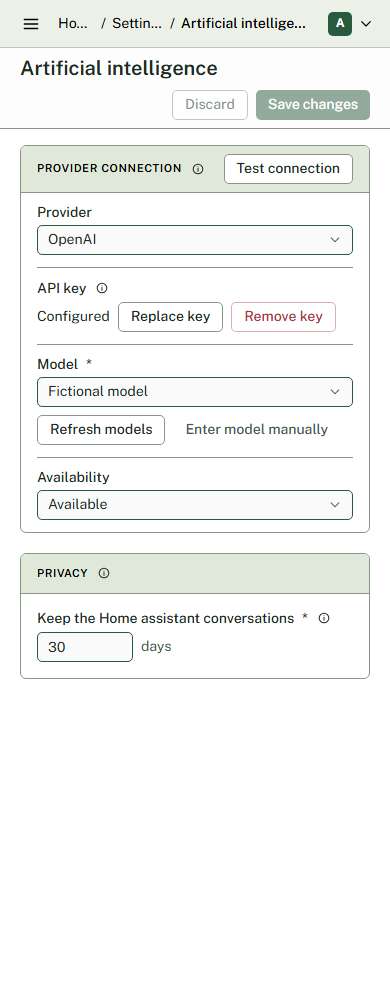 Ho... / Settin... / Artificial intellige... A
Artificial intelligence
Discard Save changes
PROVIDER CONNECTION Test connection
Provider
OpenAI
API key
Configured Replace key Remove key
Model *
Fictional model
Refresh models Enter model manually
Availability
Available
PRIVACY
Keep the Home assistant conversations *
30 days